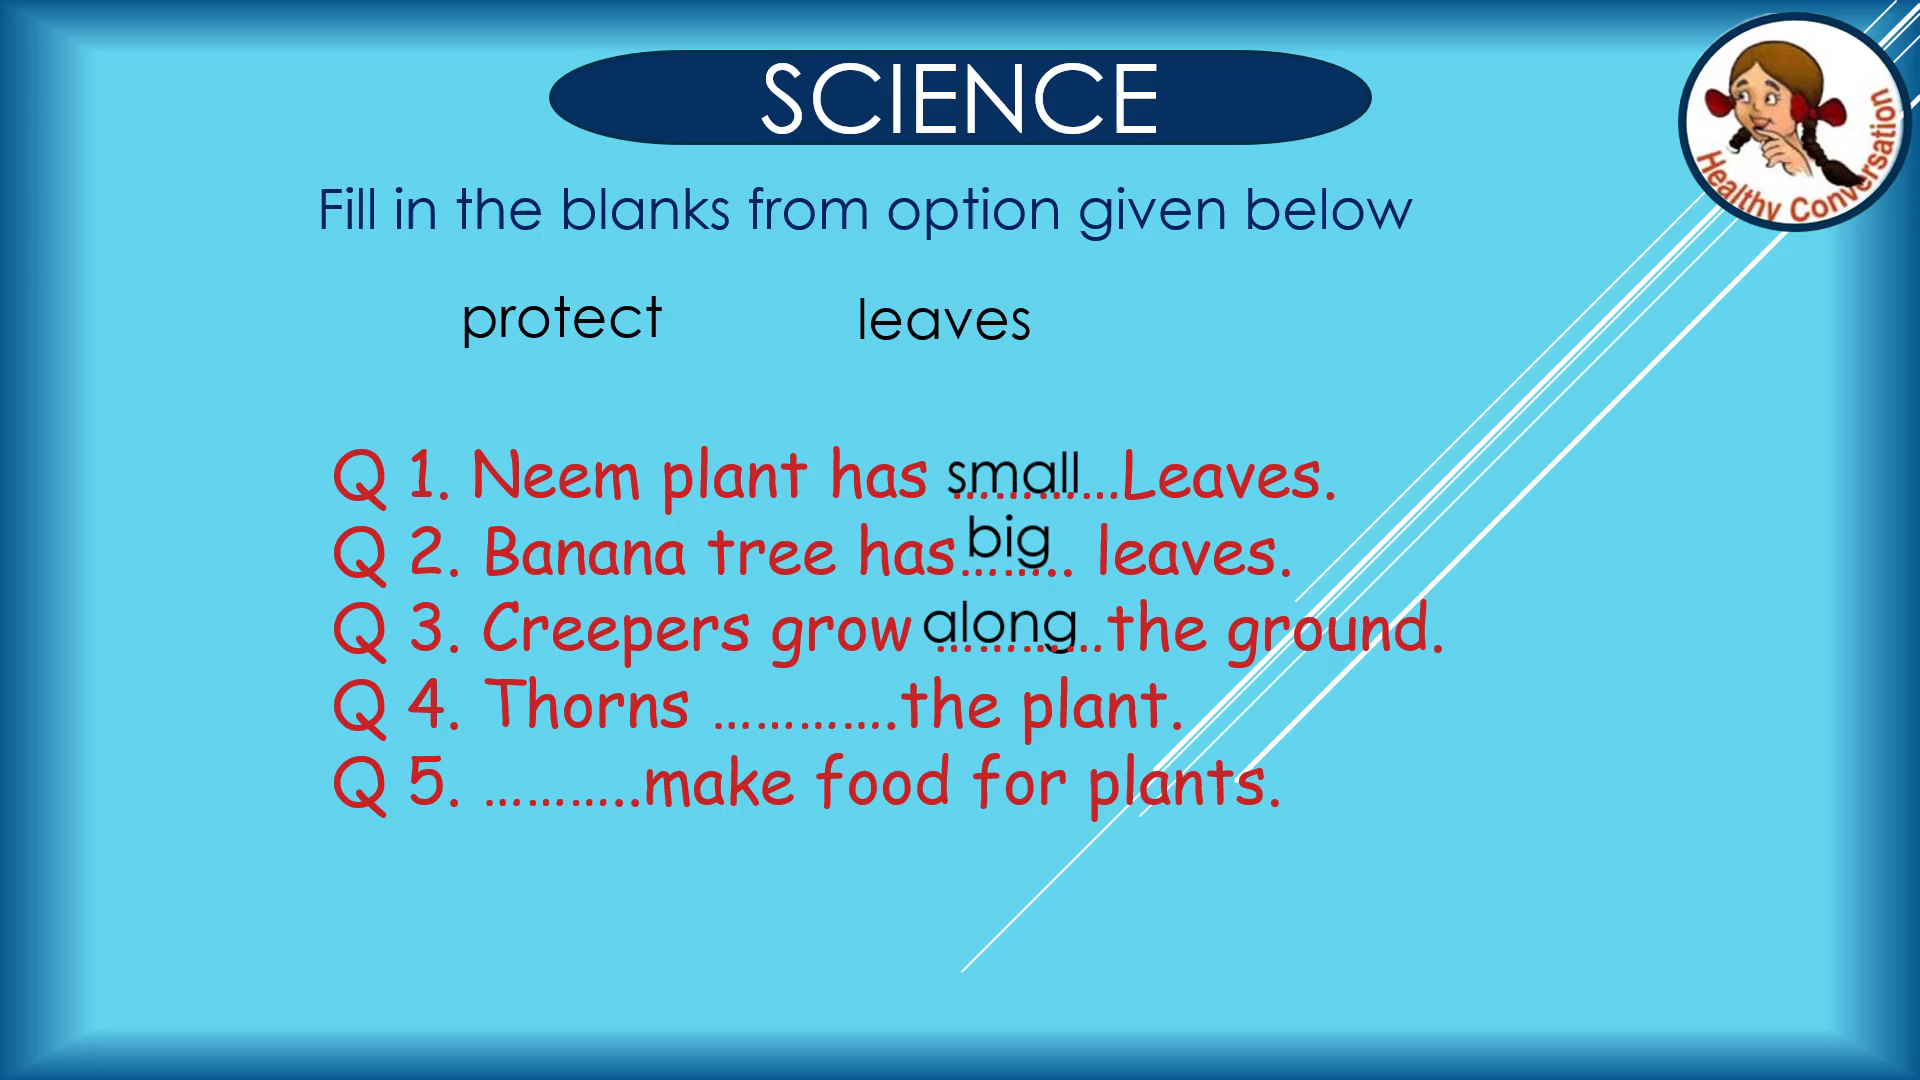 SCIENCE
Healthy Conversation
Fill in the blanks from option given below
protect leaves
Q 1. Neem plant has small............Leaves.
Q 2. Banana tree has big........ leaves.
Q 3. Creepers grow along............the ground.
Q 4. Thorns .............the plant.
Q 5. ...........make food for plants.